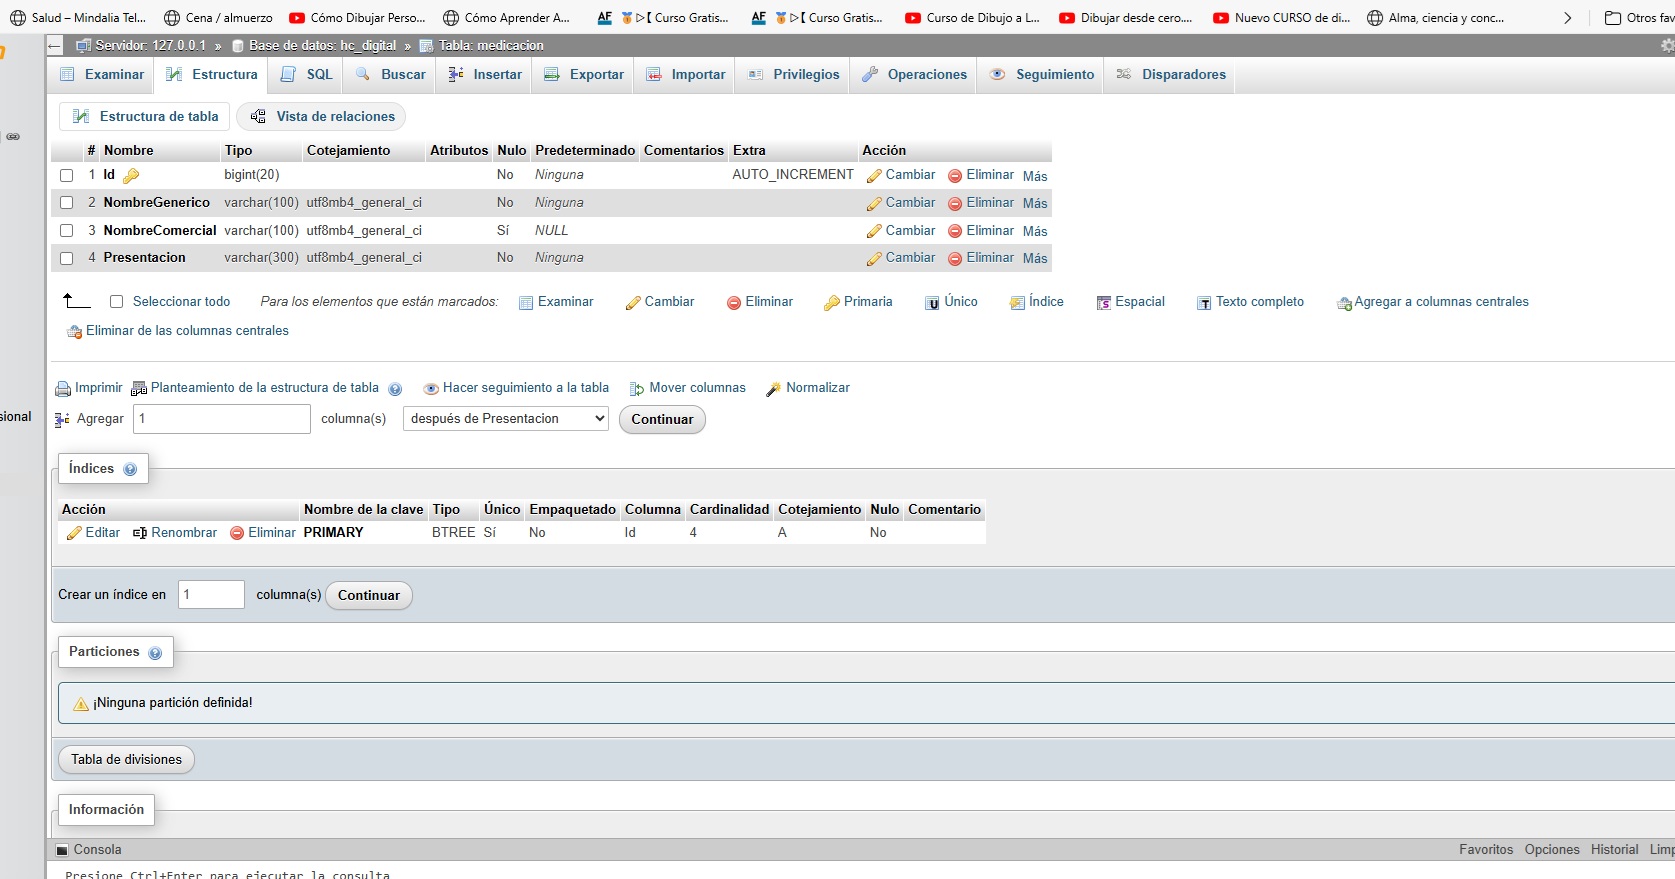 Salud – Mindalia Tel... Cena / almuerzo Cómo Dibujar Perso... Cómo Aprender A... AF Curso Gratis... AF Curso Gratis... Curso de Dibujo a L... Dibujar desde cero.... Nuevo CURSO de di... Alma, ciencia y conc... Otros fav
Servidor: 127.0.0.1 » Base de datos: hc_digital » Tabla: medicacion
Examinar Estructura SQL Buscar Insertar Exportar Importar Privilegios Operaciones Seguimiento Disparadores
Estructura de tabla Vista de relaciones
# Nombre Tipo Cotejamiento Atributos Nulo Predeterminado Comentarios Extra Acción
1 Id bigint(20) No Ninguna AUTO_INCREMENT Cambiar Eliminar Más
2 NombreGenerico varchar(100) utf8mb4_general_ci No Ninguna Cambiar Eliminar Más
3 NombreComercial varchar(100) utf8mb4_general_ci Sí NULL Cambiar Eliminar Más
4 Presentacion varchar(300) utf8mb4_general_ci No Ninguna Cambiar Eliminar Más
Seleccionar todo Para los elementos que están marcados: Examinar Cambiar Eliminar Primaria Único Índice Espacial Texto completo Agregar a columnas centrales
Eliminar de las columnas centrales
Imprimir Planteamiento de la estructura de tabla Hacer seguimiento a la tabla Mover columnas Normalizar
sional
Agregar 1 columna(s) después de Presentacion Continuar
Índices
Acción Nombre de la clave Tipo Único Empaquetado Columna Cardinalidad Cotejamiento Nulo Comentario
Editar Renombrar Eliminar PRIMARY BTREE Sí No Id 4 A No
Crear un índice en 1 columna(s) Continuar
Particiones
¡Ninguna partición definida!
Tabla de divisiones
Información
Consola Favoritos Opciones Historial Limp
Presione Ctrl+Enter para ejecutar la consulta